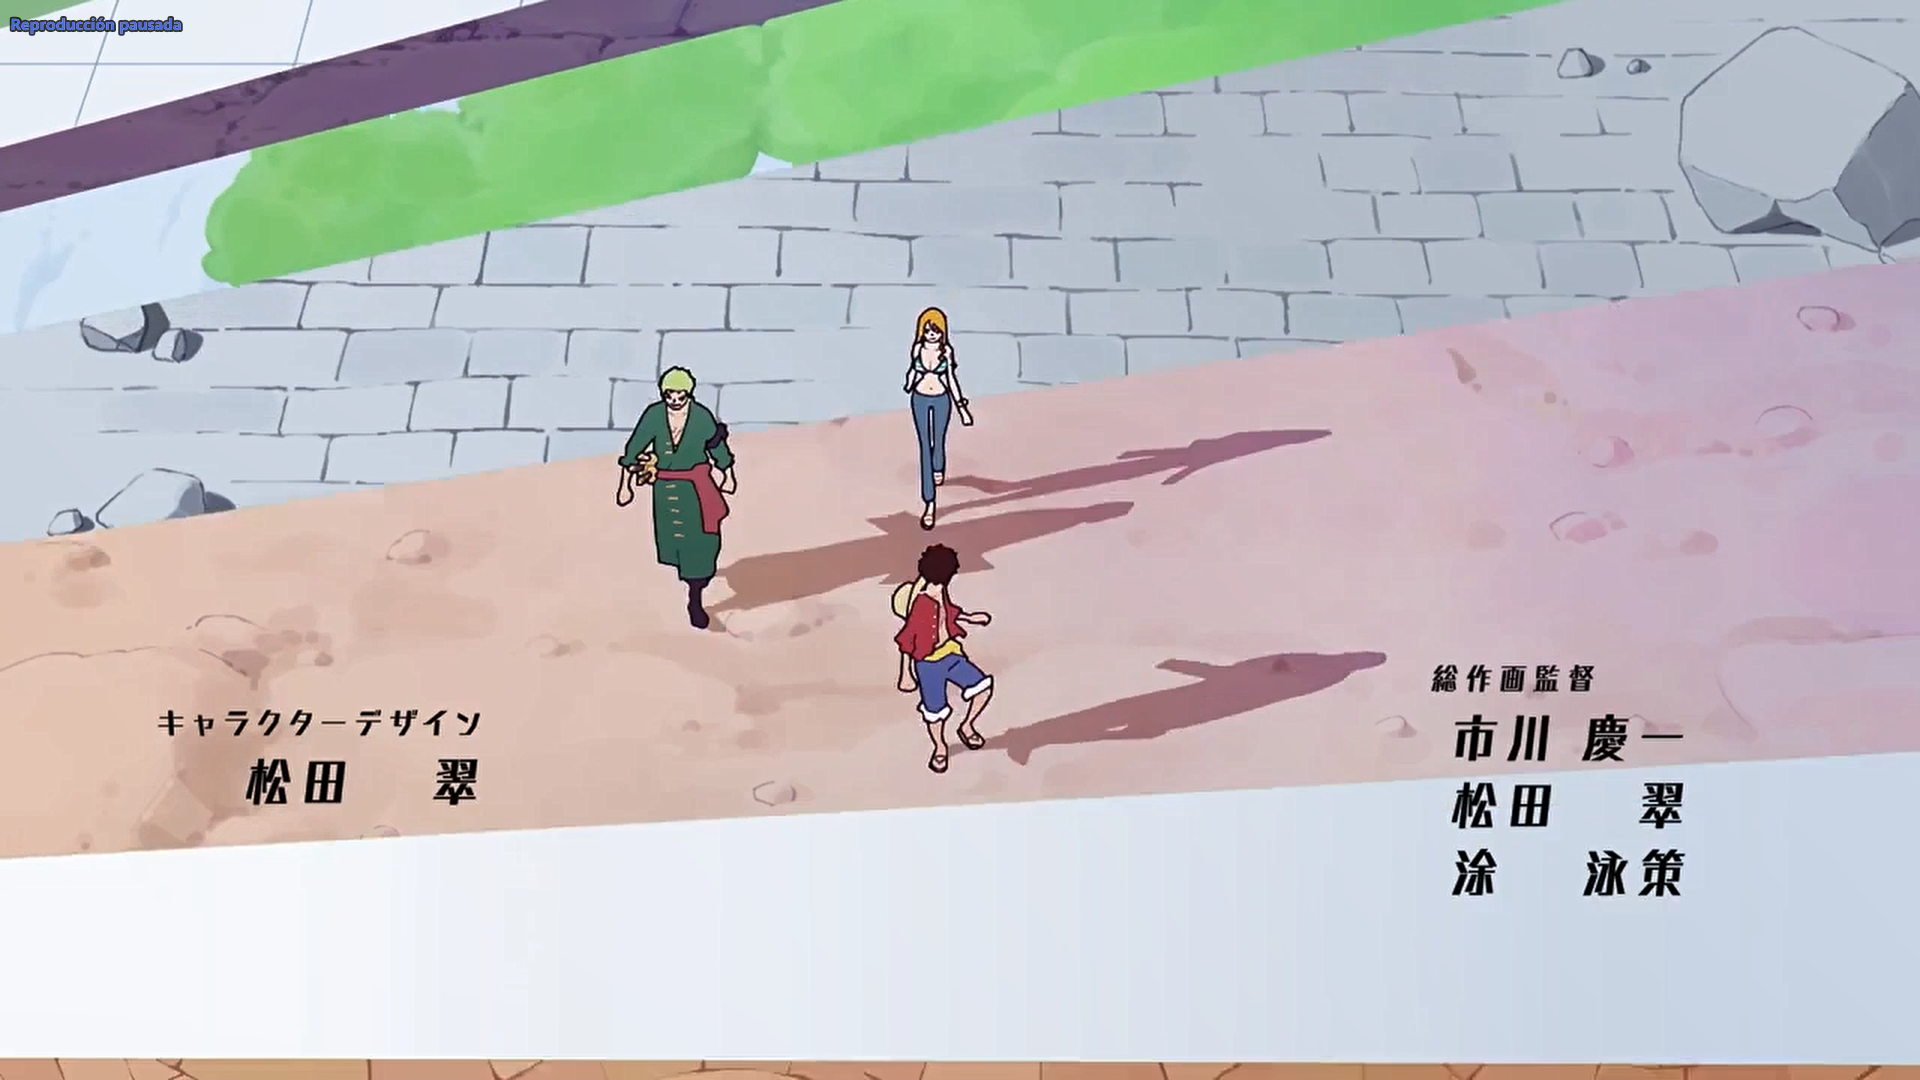 Reproducción pausada
キャラクターデザイン
松田 翠
総作画監督
市川 慶一
松田 翠
涂 泳策